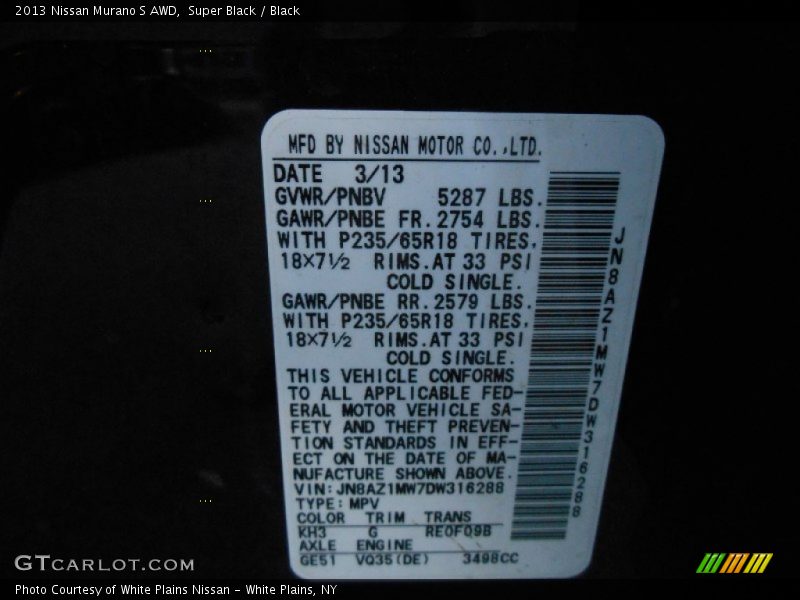 2013 Nissan Murano S AWD,  Super Black / Black
MFD BY NISSAN MOTOR CO.,LTD.
DATE 3/13
GVWR/PNBV 5287 LBS.
GAWR/PNBE FR. 2754 LBS.
WITH P235/65R18 TIRES,
18×7½ RIMS.AT 33 PSI
COLD SINGLE.
GAWR/PNBE RR. 2579 LBS.
WITH P235/65R18 TIRES,
18×7½ RIMS.AT 33 PSI
COLD SINGLE.
THIS VEHICLE CONFORMS
TO ALL APPLICABLE FED-
ERAL MOTOR VEHICLE SA-
FETY AND THEFT PREVEN-
TION STANDARDS IN EFF-
ECT ON THE DATE OF MA-
NUFACTURE SHOWN ABOVE.
VIN:JN8AZ1MW7DW316288
TYPE:MPV
COLOR TRIM TRANS
KH3 G RE0F09B
AXLE ENGINE
GE51 VQ35(DE) 3498CC
JN8AZ1MW7DW316288
GTCARLOT.COM
Photo Courtesy of White Plains Nissan - White Plains, NY